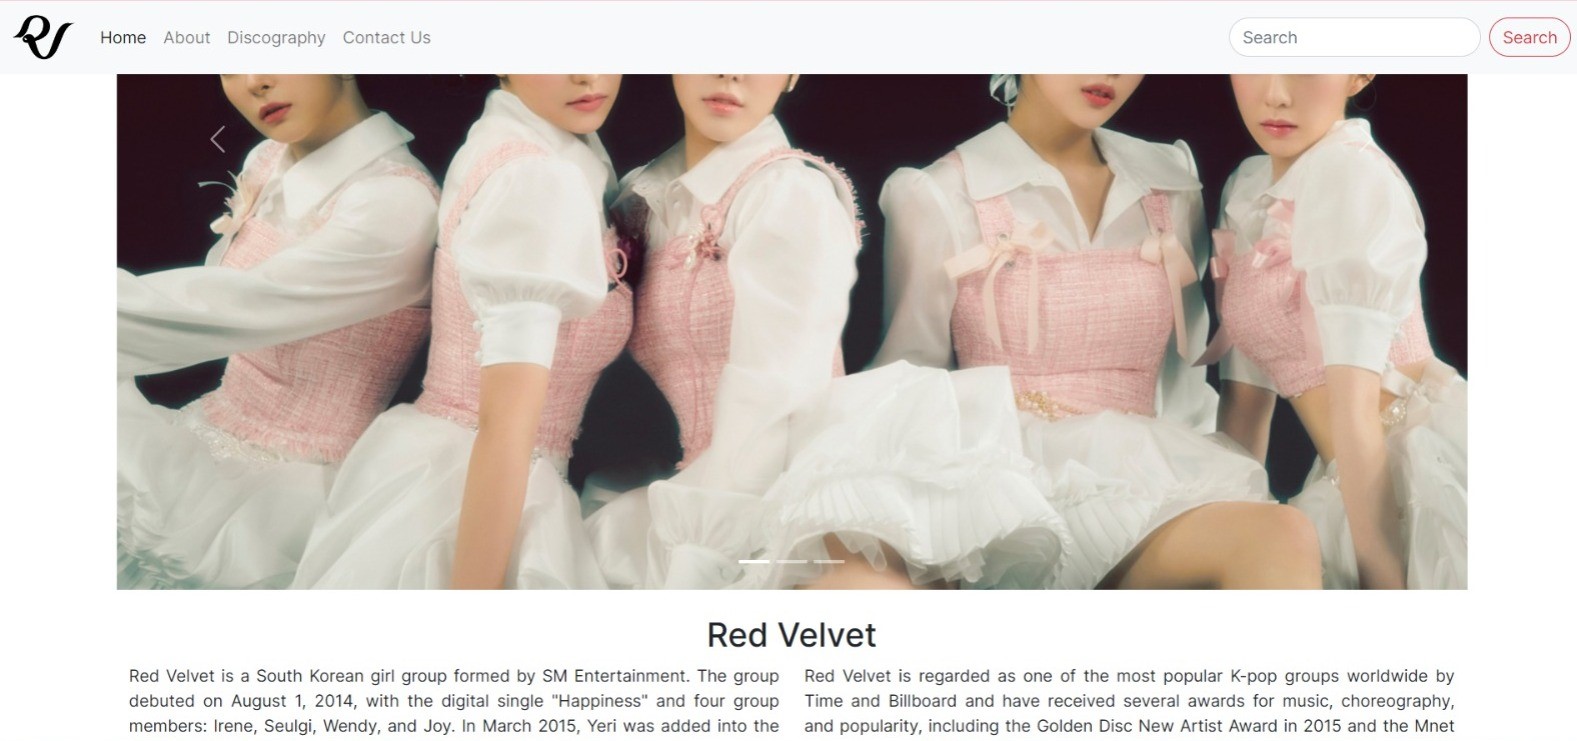 RV
Home About Discography Contact Us Search Search
Red Velvet
Red Velvet is a South Korean girl group formed by SM Entertainment. The group
debuted on August 1, 2014, with the digital single "Happiness" and four group
members: Irene, Seulgi, Wendy, and Joy. In March 2015, Yeri was added into the
Red Velvet is regarded as one of the most popular K-pop groups worldwide by
Time and Billboard and have received several awards for music, choreography,
and popularity, including the Golden Disc New Artist Award in 2015 and the Mnet